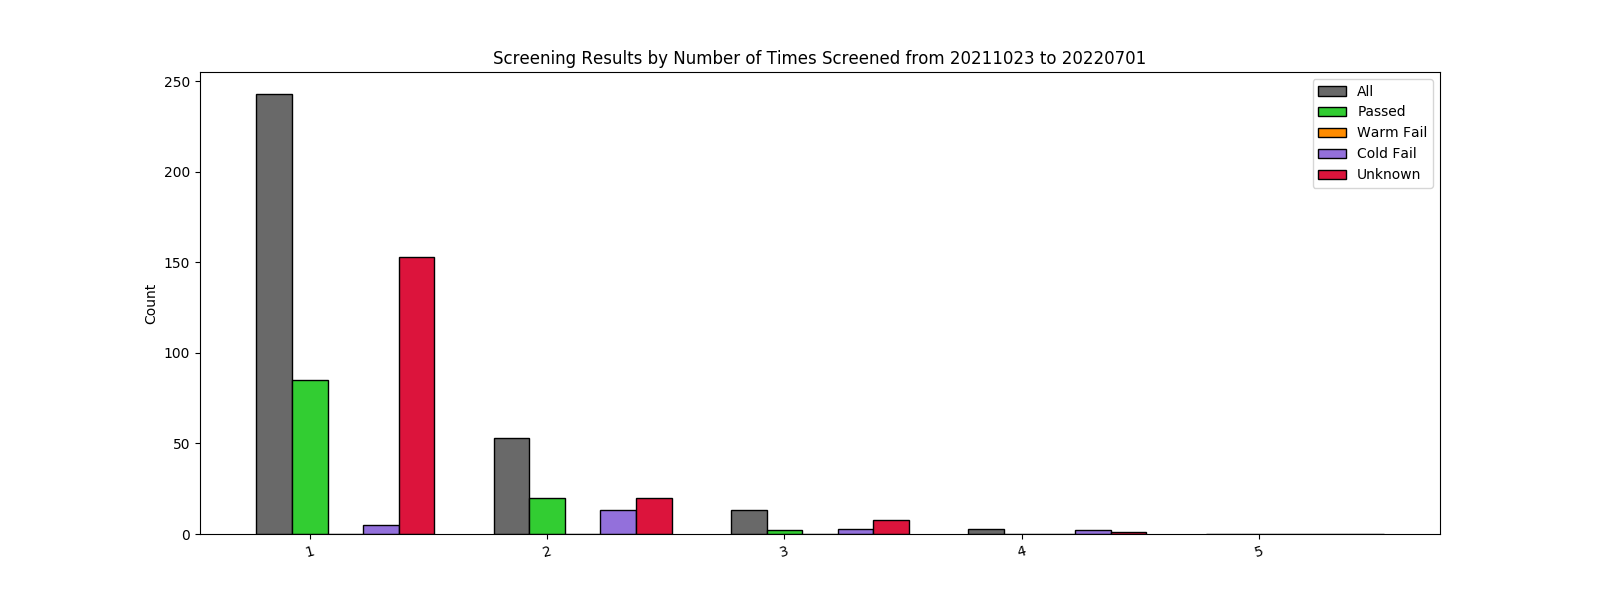 Screening Results by Number of Times Screened from 20211023 to 20220701
250
200
150
100
50
0
Count
All
Passed
Warm Fail
Cold Fail
Unknown
1
2
3
4
5